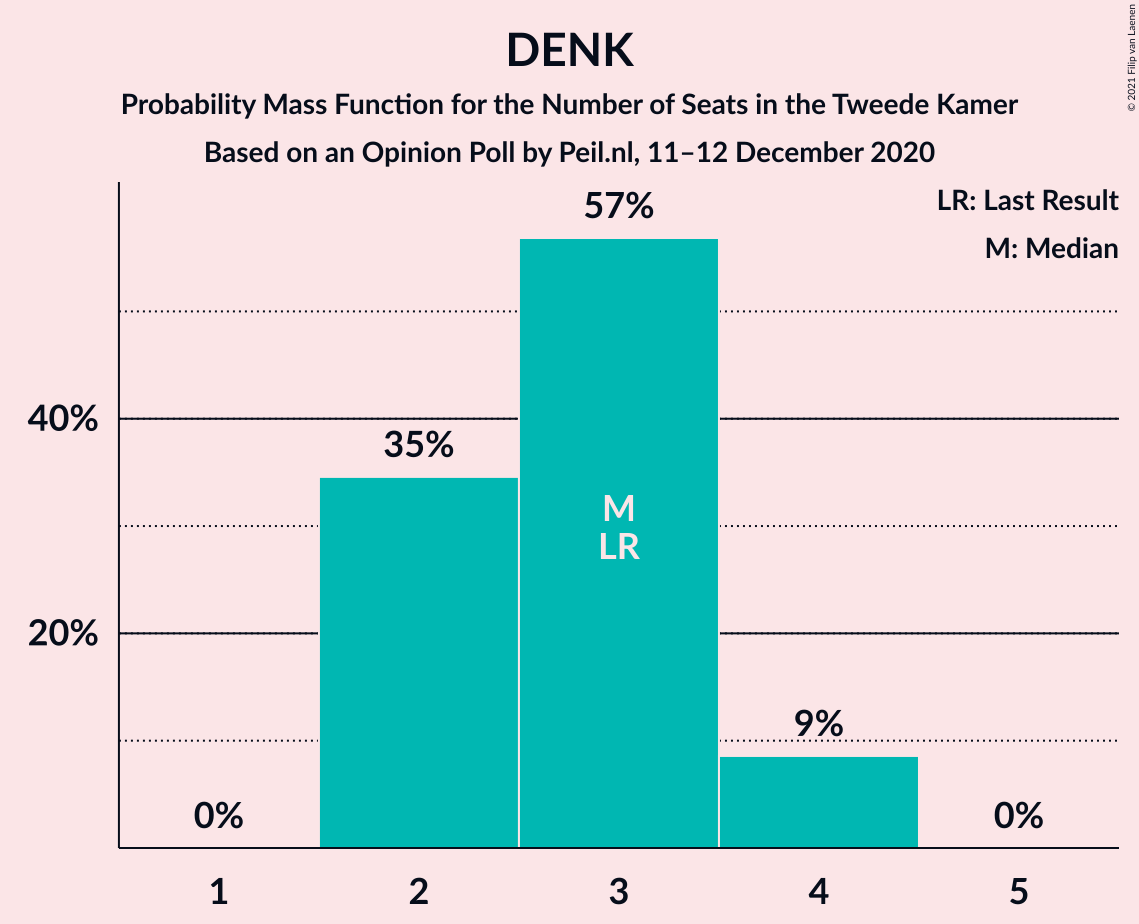 DENK
Probability Mass Function for the Number of Seats in the Tweede Kamer
Based on an Opinion Poll by Peil.nl, 11–12 December 2020
© 2021 Filip van Laenen
LR: Last Result
M: Median
57%
40%
35%
M
LR
20%
9%
0%
0%
1 2 3 4 5